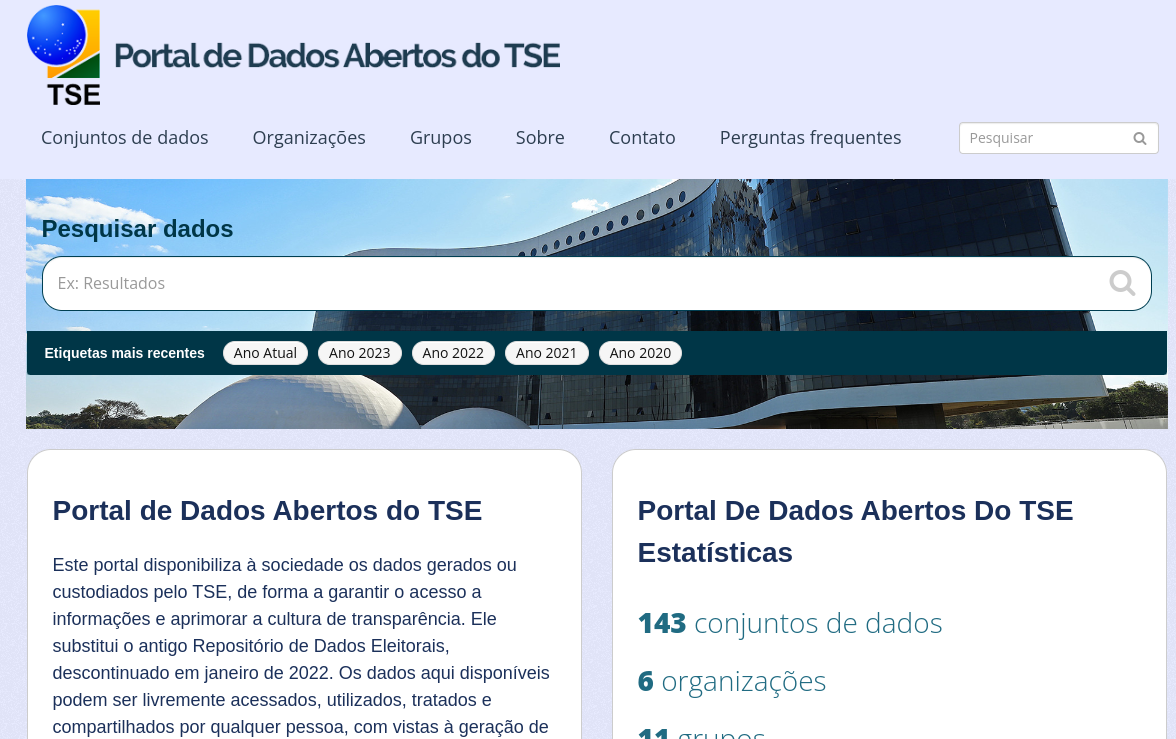 TSE
Portal de Dados Abertos do TSE
Conjuntos de dados
Organizações
Grupos
Sobre
Contato
Perguntas frequentes
Pesquisar
Pesquisar dados
Ex: Resultados
Etiquetas mais recentes
Ano Atual
Ano 2023
Ano 2022
Ano 2021
Ano 2020
Portal de Dados Abertos do TSE
Este portal disponibiliza à sociedade os dados gerados ou
custodiados pelo TSE, de forma a garantir o acesso a
informações e aprimorar a cultura de transparência. Ele
substitui o antigo Repositório de Dados Eleitorais,
descontinuado em janeiro de 2022. Os dados aqui disponíveis
podem ser livremente acessados, utilizados, tratados e
compartilhados por qualquer pessoa, com vistas à geração de
Portal De Dados Abertos Do TSE
Estatísticas
143 conjuntos de dados
6 organizações
11 grupos